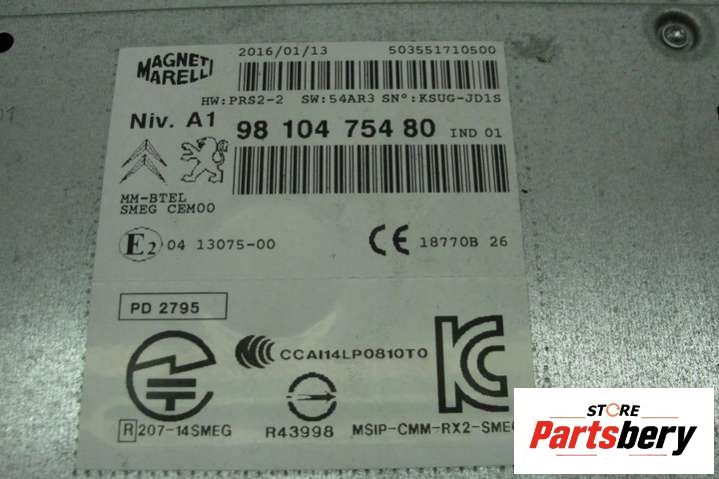 MAGNETI MARELLI
2016/01/13 503551710500
HW:PRS2-2 SW:54AR3 SN°:KSUG-JD1S
Niv. A1 98 104 754 80 IND 01
MM-BTEL
SMEG CEM00
E2 04 13075-00 CE 18770B 26
PD 2795
CCAI14LP0810T0
R 207-14SMEG R43998 MSIP-CMM-RX2-SMEG
STORE
Partsbery